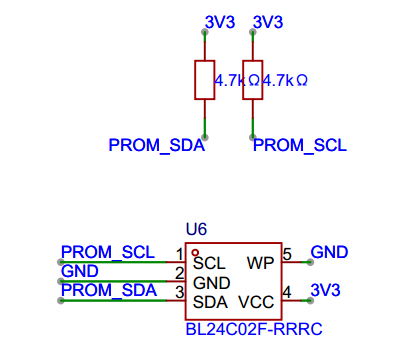 3V3 3V3
4.7kΩ 4.7kΩ
PROM_SDA PROM_SCL
U6
PROM_SCL 1 SCL WP 5 GND
GND 2 GND
PROM_SDA 3 SDA VCC 4 3V3
BL24C02F-RRRC